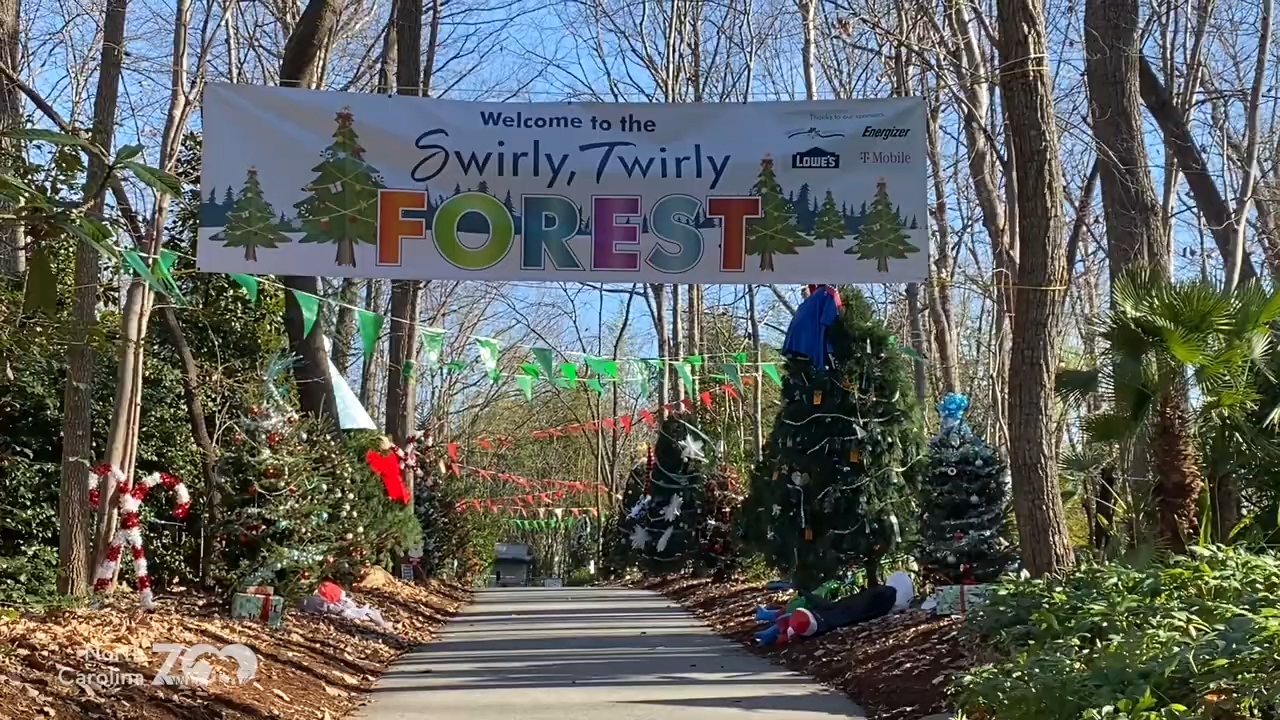 Welcome to the
Swirly, Twirly
FOREST
Thanks to our sponsors
Energizer
LOWE'S
T Mobile
North
Carolina ZOO